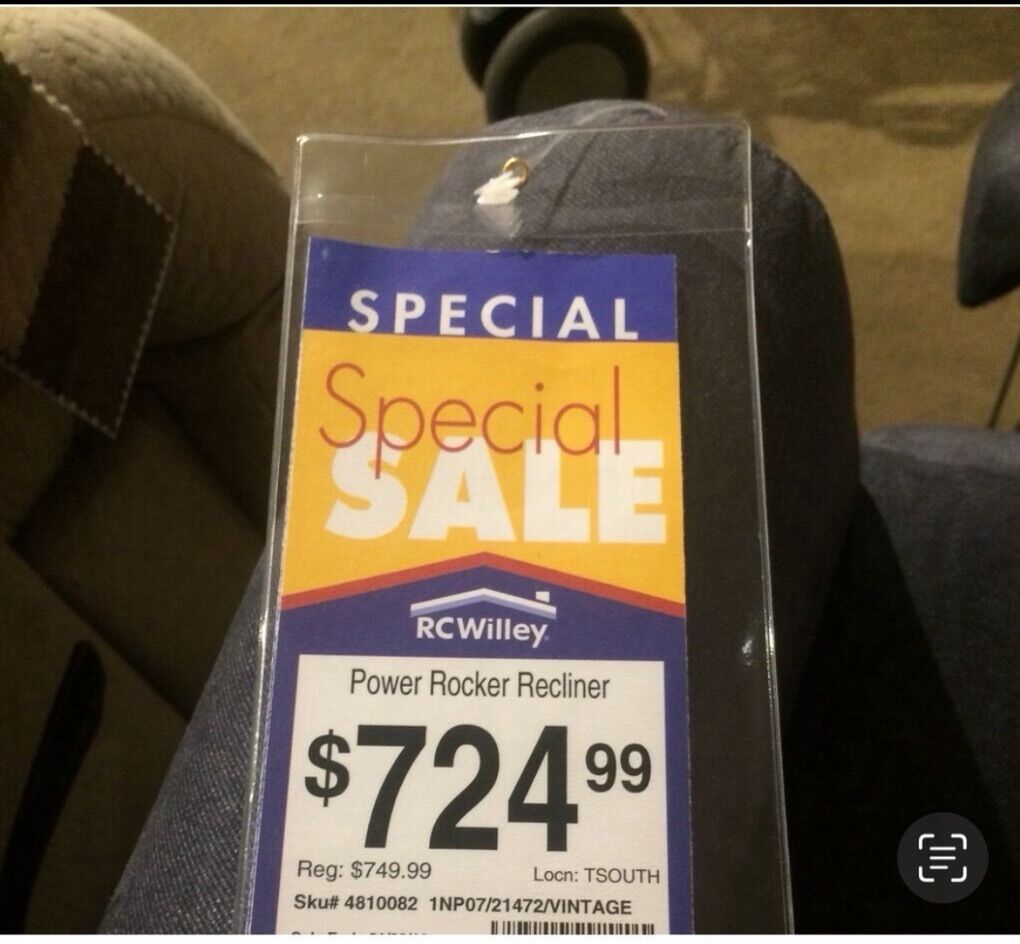 SPECIAL
Special
SALE
RCWilley
Power Rocker Recliner
$724 99
Reg: $749.99 Locn: TSOUTH
Sku# 4810082 1NP07/21472/VINTAGE